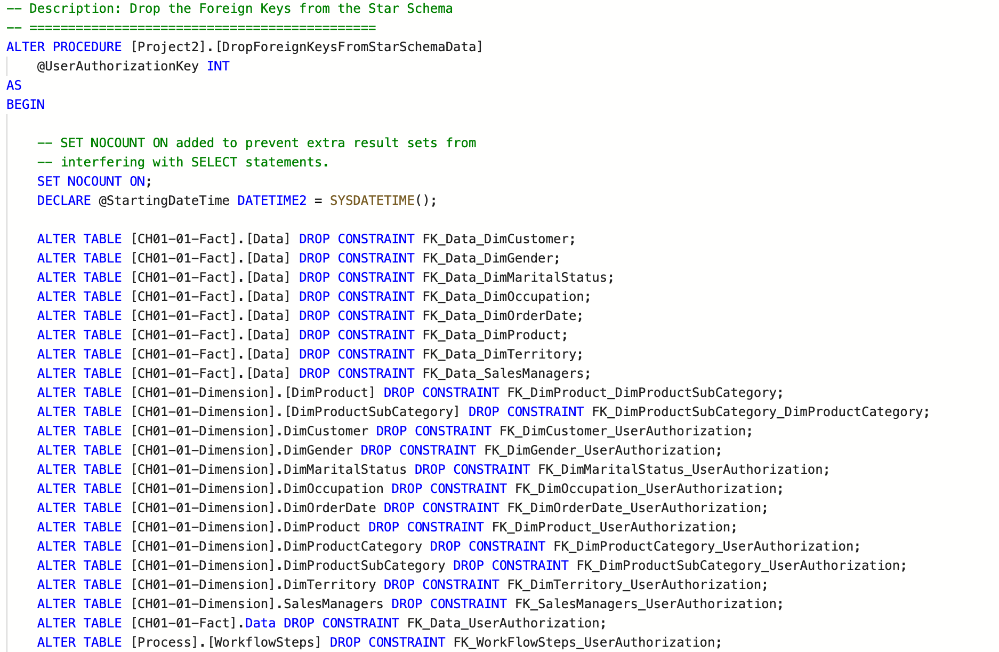 -- Description: Drop the Foreign Keys from the Star Schema
-- =============================================
ALTER PROCEDURE [Project2].[DropForeignKeysFromStarSchemaData]
@UserAuthorizationKey INT
AS
BEGIN
-- SET NOCOUNT ON added to prevent extra result sets from
-- interfering with SELECT statements.
SET NOCOUNT ON;
DECLARE @StartingDateTime DATETIME2 = SYSDATETIME();
ALTER TABLE [CH01-01-Fact].[Data] DROP CONSTRAINT FK_Data_DimCustomer;
ALTER TABLE [CH01-01-Fact].[Data] DROP CONSTRAINT FK_Data_DimGender;
ALTER TABLE [CH01-01-Fact].[Data] DROP CONSTRAINT FK_Data_DimMaritalStatus;
ALTER TABLE [CH01-01-Fact].[Data] DROP CONSTRAINT FK_Data_DimOccupation;
ALTER TABLE [CH01-01-Fact].[Data] DROP CONSTRAINT FK_Data_DimOrderDate;
ALTER TABLE [CH01-01-Fact].[Data] DROP CONSTRAINT FK_Data_DimProduct;
ALTER TABLE [CH01-01-Fact].[Data] DROP CONSTRAINT FK_Data_DimTerritory;
ALTER TABLE [CH01-01-Fact].[Data] DROP CONSTRAINT FK_Data_SalesManagers;
ALTER TABLE [CH01-01-Dimension].[DimProduct] DROP CONSTRAINT FK_DimProduct_DimProductSubCategory;
ALTER TABLE [CH01-01-Dimension].[DimProductSubCategory] DROP CONSTRAINT FK_DimProductSubCategory_DimProductCategory;
ALTER TABLE [CH01-01-Dimension].DimCustomer DROP CONSTRAINT FK_DimCustomer_UserAuthorization;
ALTER TABLE [CH01-01-Dimension].DimGender DROP CONSTRAINT FK_DimGender_UserAuthorization;
ALTER TABLE [CH01-01-Dimension].DimMaritalStatus DROP CONSTRAINT FK_DimMaritalStatus_UserAuthorization;
ALTER TABLE [CH01-01-Dimension].DimOccupation DROP CONSTRAINT FK_DimOccupation_UserAuthorization;
ALTER TABLE [CH01-01-Dimension].DimOrderDate DROP CONSTRAINT FK_DimOrderDate_UserAuthorization;
ALTER TABLE [CH01-01-Dimension].DimProduct DROP CONSTRAINT FK_DimProduct_UserAuthorization;
ALTER TABLE [CH01-01-Dimension].DimProductCategory DROP CONSTRAINT FK_DimProductCategory_UserAuthorization;
ALTER TABLE [CH01-01-Dimension].DimProductSubCategory DROP CONSTRAINT FK_DimProductSubCategory_UserAuthorization;
ALTER TABLE [CH01-01-Dimension].DimTerritory DROP CONSTRAINT FK_DimTerritory_UserAuthorization;
ALTER TABLE [CH01-01-Dimension].SalesManagers DROP CONSTRAINT FK_SalesManagers_UserAuthorization;
ALTER TABLE [CH01-01-Fact].Data DROP CONSTRAINT FK_Data_UserAuthorization;
ALTER TABLE [Process].[WorkflowSteps] DROP CONSTRAINT FK_WorkFlowSteps_UserAuthorization;